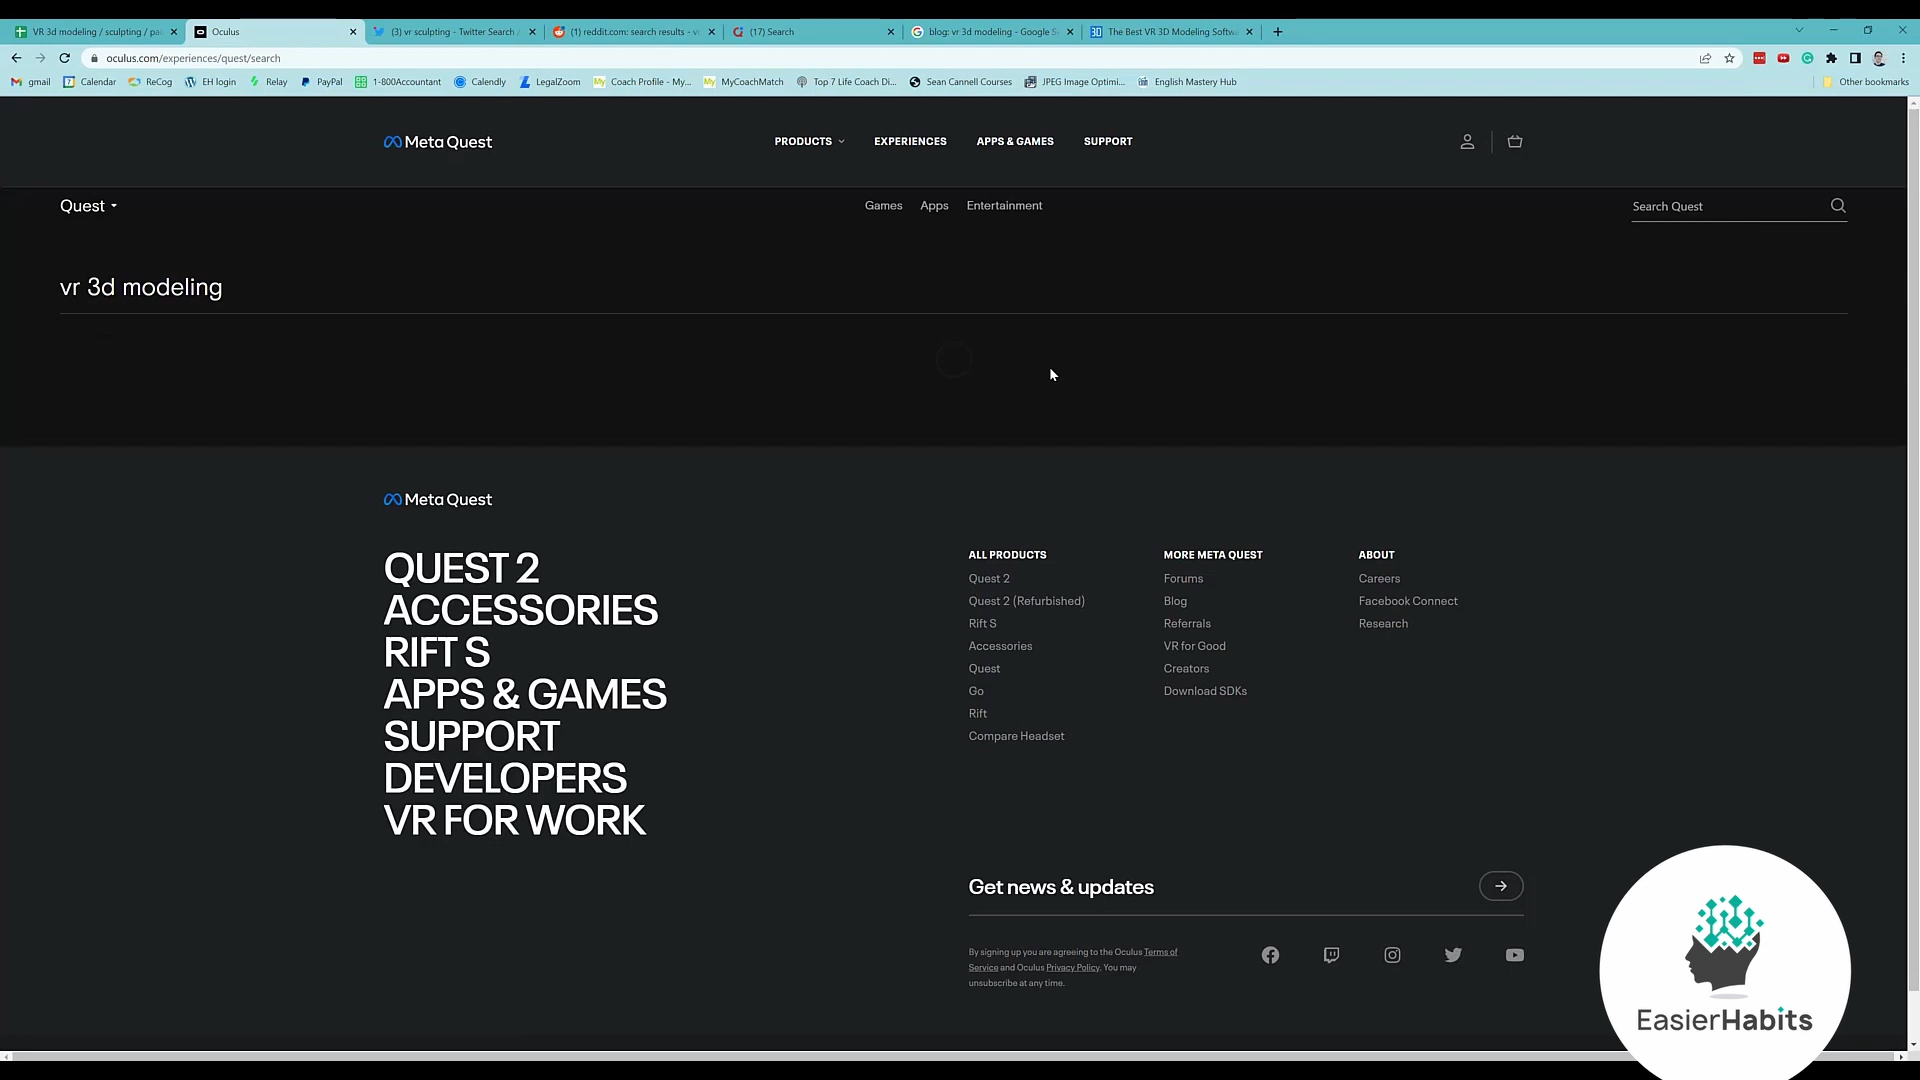 VR 3d modeling / sculpting / pai
Oculus
(3) vr sculpting - Twitter Search /
(1) reddit.com: search results - v
(17) Search
blog: vr 3d modeling - Google S
The Best VR 3D Modeling Softw
oculus.com/experiences/quest/search
gmail
Calendar
ReCog
EH login
Relay
PayPal
1-800Accountant
Calendly
LegalZoom
Coach Profile - My...
MyCoachMatch
Top 7 Life Coach Di...
Sean Cannell Courses
JPEG Image Optimi...
English Mastery Hub
Other bookmarks
Meta Quest
PRODUCTS
EXPERIENCES
APPS & GAMES
SUPPORT
Quest
Games
Apps
Entertainment
Search Quest
vr 3d modeling
Meta Quest
QUEST 2
ACCESSORIES
RIFT S
APPS & GAMES
SUPPORT
DEVELOPERS
VR FOR WORK
ALL PRODUCTS
Quest 2
Quest 2 (Refurbished)
Rift S
Accessories
Quest
Go
Rift
Compare Headset
MORE META QUEST
Forums
Blog
Referrals
VR for Good
Creators
Download SDKs
ABOUT
Careers
Facebook Connect
Research
Get news & updates
By signing up you are agreeing to the Oculus Terms of
Service and Oculus Privacy Policy. You may
unsubscribe at any time.
EasierHabits